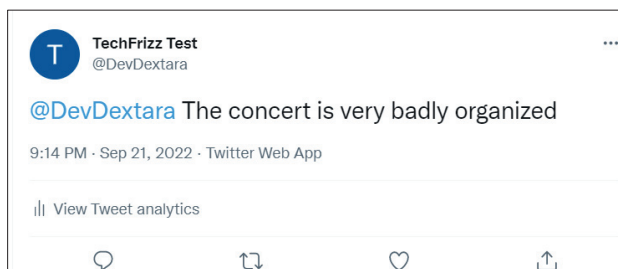 T
TechFrizz Test
@DevDextara
@DevDextara The concert is very badly organized
9:14 PM · Sep 21, 2022 · Twitter Web App
View Tweet analytics